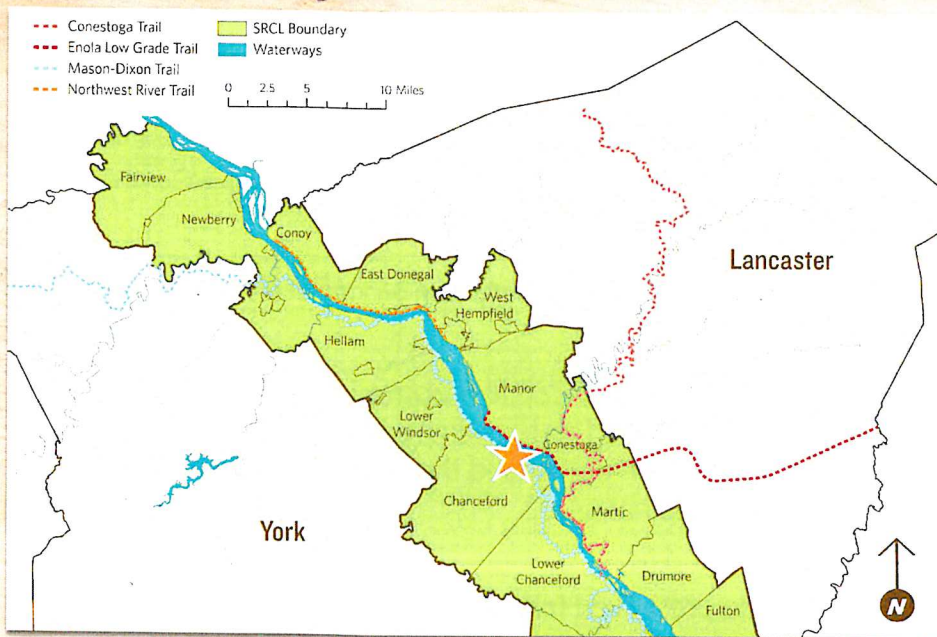 Conestoga Trail
Enola Low Grade Trail
Mason-Dixon Trail
Northwest River Trail
SRCL Boundary
Waterways
0 2.5 5 10 Miles
Fairview
Newberry
Conoy
East Donegal
West
Hempfield
Lancaster
Hellam
Manor
Lower
Windsor
Conestoga
Chanceford
Martic
York
Lower
Chanceford
Drumore
Fulton
N